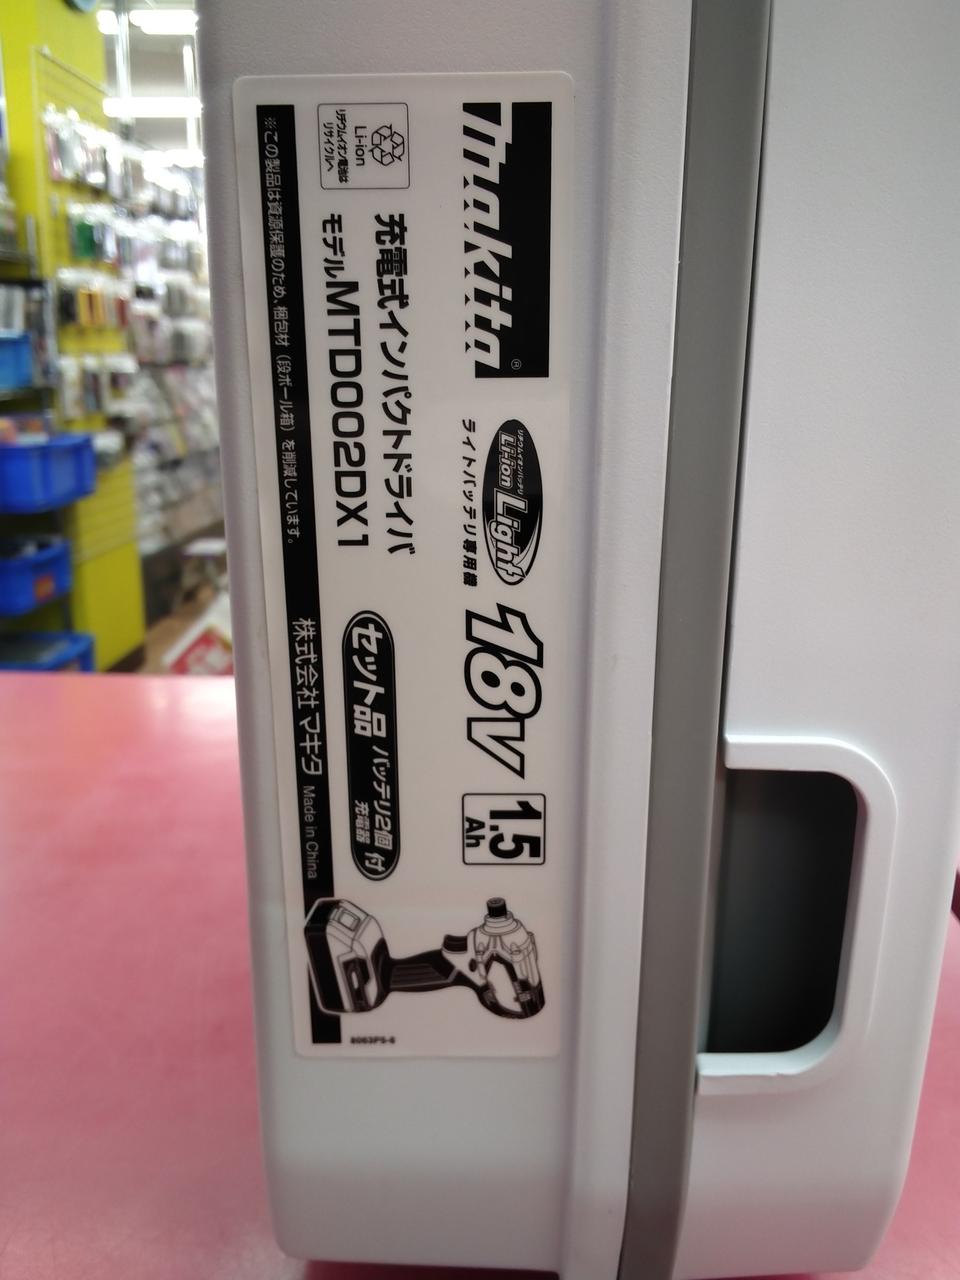 makita®
リチウムイオンバッテリ
Li-ion Light
ライトバッテリ専用機
18V
1.5
Ah
Li-ion
リチウムイオン電池は
リサイクルへ
充電式インパクトドライバ
モデルMTD002DX1
セット品 バッテリ2個 充電器 付
※この製品は資源保護のため、梱包材（段ボール箱）を削減しています。
株式会社 マキタ Made in China
8063PS-6